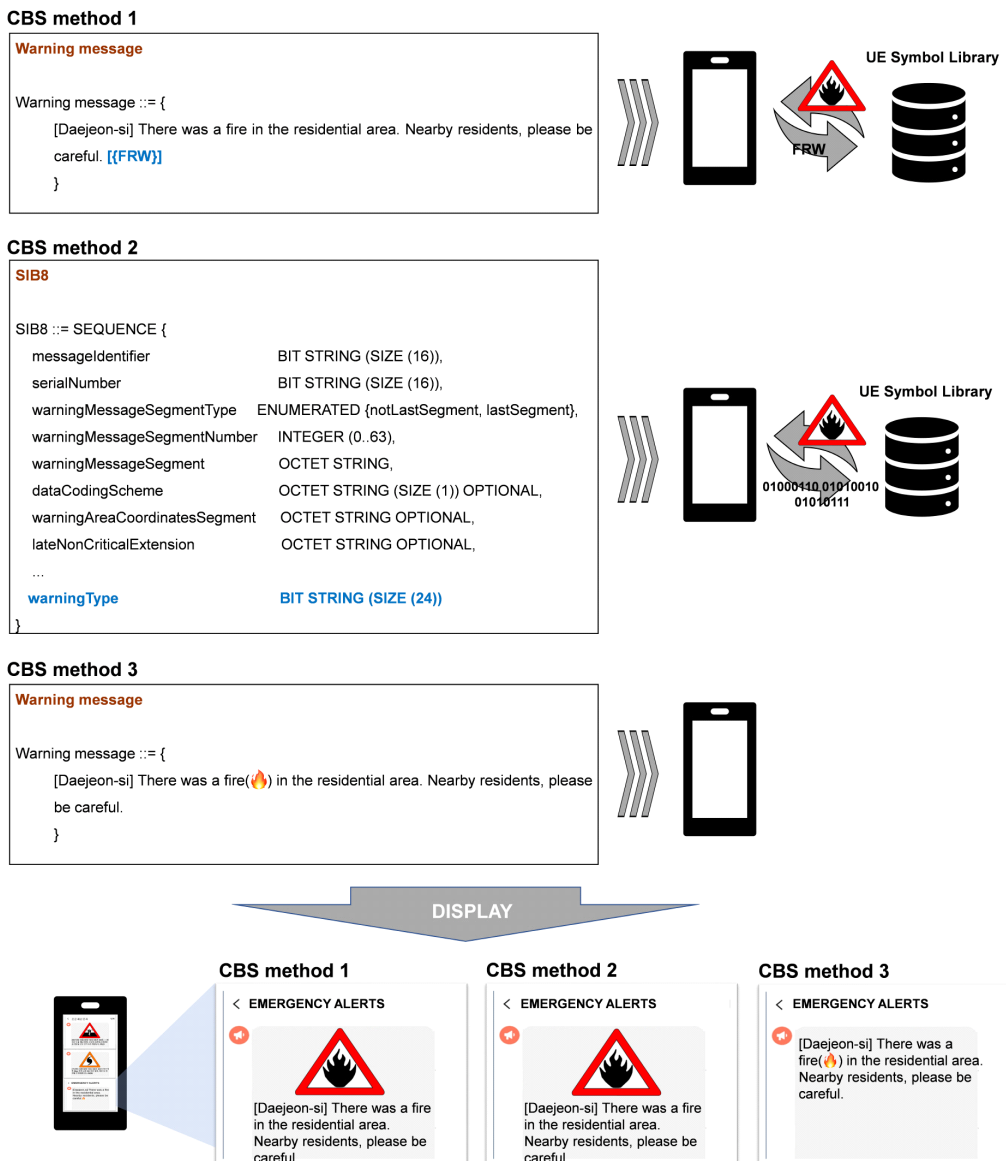 CBS method 1
Warning message
Warning message ::= {
[Daejeon-si] There was a fire in the residential area. Nearby residents, please be
careful. [{FRW}]
}
UE Symbol Library
FRW
CBS method 2
SIB8
SIB8 ::= SEQUENCE {
messageIdentifier BIT STRING (SIZE (16)),
serialNumber BIT STRING (SIZE (16)),
warningMessageSegmentType ENUMERATED {notLastSegment, lastSegment},
warningMessageSegmentNumber INTEGER (0..63),
warningMessageSegment OCTET STRING,
dataCodingScheme OCTET STRING (SIZE (1)) OPTIONAL,
warningAreaCoordinatesSegment OCTET STRING OPTIONAL,
lateNonCriticalExtension OCTET STRING OPTIONAL,
...
warningType BIT STRING (SIZE (24))
}
UE Symbol Library
01000110 01010010
01010111
CBS method 3
Warning message
Warning message ::= {
[Daejeon-si] There was a fire(🔥) in the residential area. Nearby residents, please
be careful.
}
DISPLAY
CBS method 1
< EMERGENCY ALERTS
[Daejeon-si] There was a fire
in the residential area.
Nearby residents, please be
careful
CBS method 2
< EMERGENCY ALERTS
[Daejeon-si] There was a fire
in the residential area.
Nearby residents, please be
careful
CBS method 3
< EMERGENCY ALERTS
[Daejeon-si] There was a
fire(🔥) in the residential area.
Nearby residents, please be
careful.
EMERGENCY ALERTS